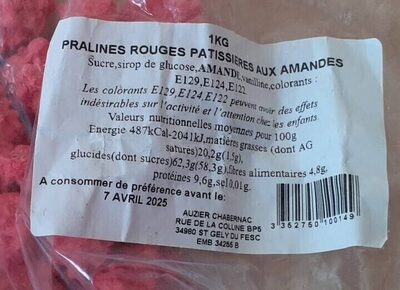 1KG
PRALINES ROUGES PATISSIERES AUX AMANDES
Sucre,sirop de glucose,AMANDE,vanilline,colorants :
E129,E124,E122
Les colorants E129,E124,E122 peuvent avoir des effets
indésirables sur l'activité et l'attention chez les enfants
Valeurs nutritionnelles moyennes pour 100g
Energie 487kCal-2041kJ,matières grasses (dont AG
saturés)20,2g(1,5g),
glucides(dont sucres)62,3g(58,3g),fibres alimentaires 4,8g,
protéines 9,6g,sel 0,01g.
A consommer de préférence avant le:
7 AVRIL 2025
AUZIER CHABERNAC
RUE DE LA COLLINE BP5
34980 ST GELY DU FESC
EMB 34255 B
3 352750 100149